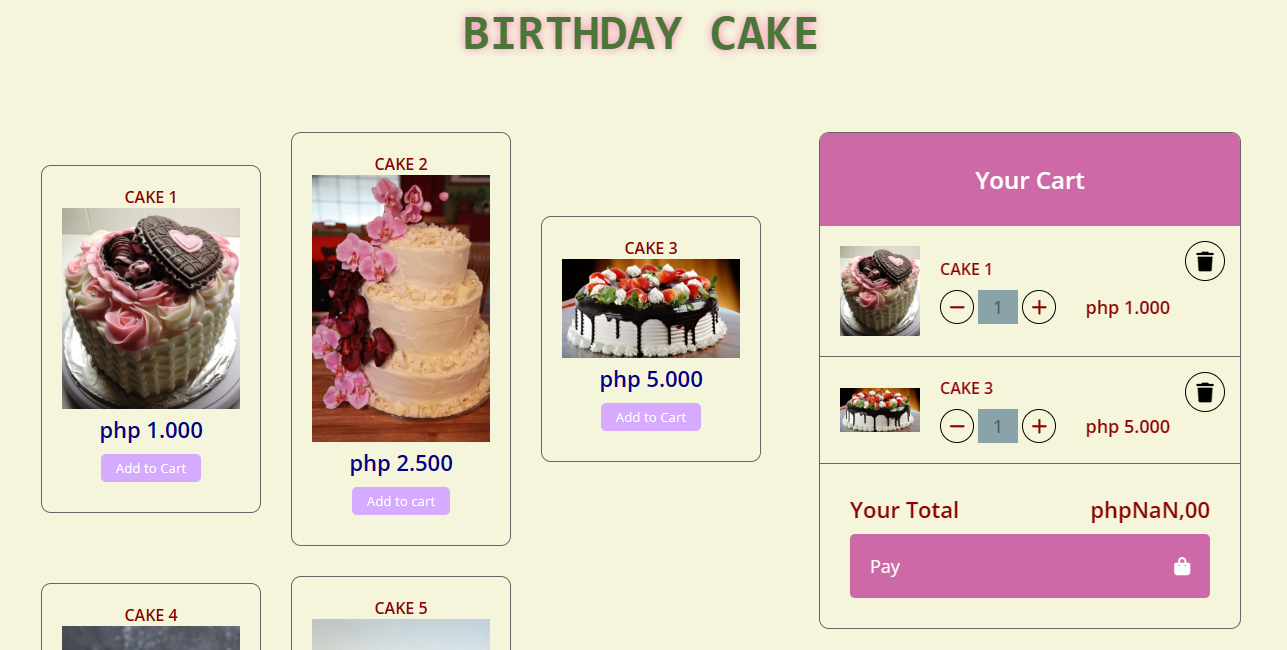 BIRTHDAY CAKE
CAKE 1
php 1.000
Add to Cart
CAKE 2
php 2.500
Add to cart
CAKE 3
php 5.000
Add to Cart
CAKE 4
CAKE 5
Your Cart
CAKE 1
1
php 1.000
CAKE 3
1
php 5.000
Your Total phpNaN,00
Pay